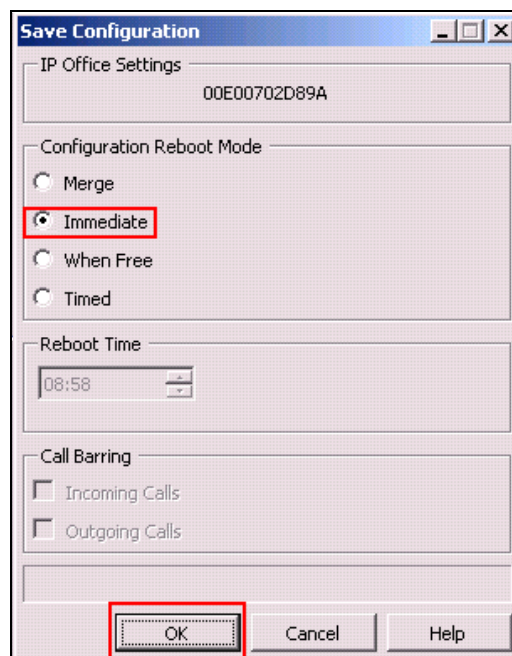 Save Configuration
IP Office Settings
00E00702D89A
Configuration Reboot Mode
Merge
Immediate
When Free
Timed
Reboot Time
08:58
Call Barring
Incoming Calls
Outgoing Calls
OK Cancel Help